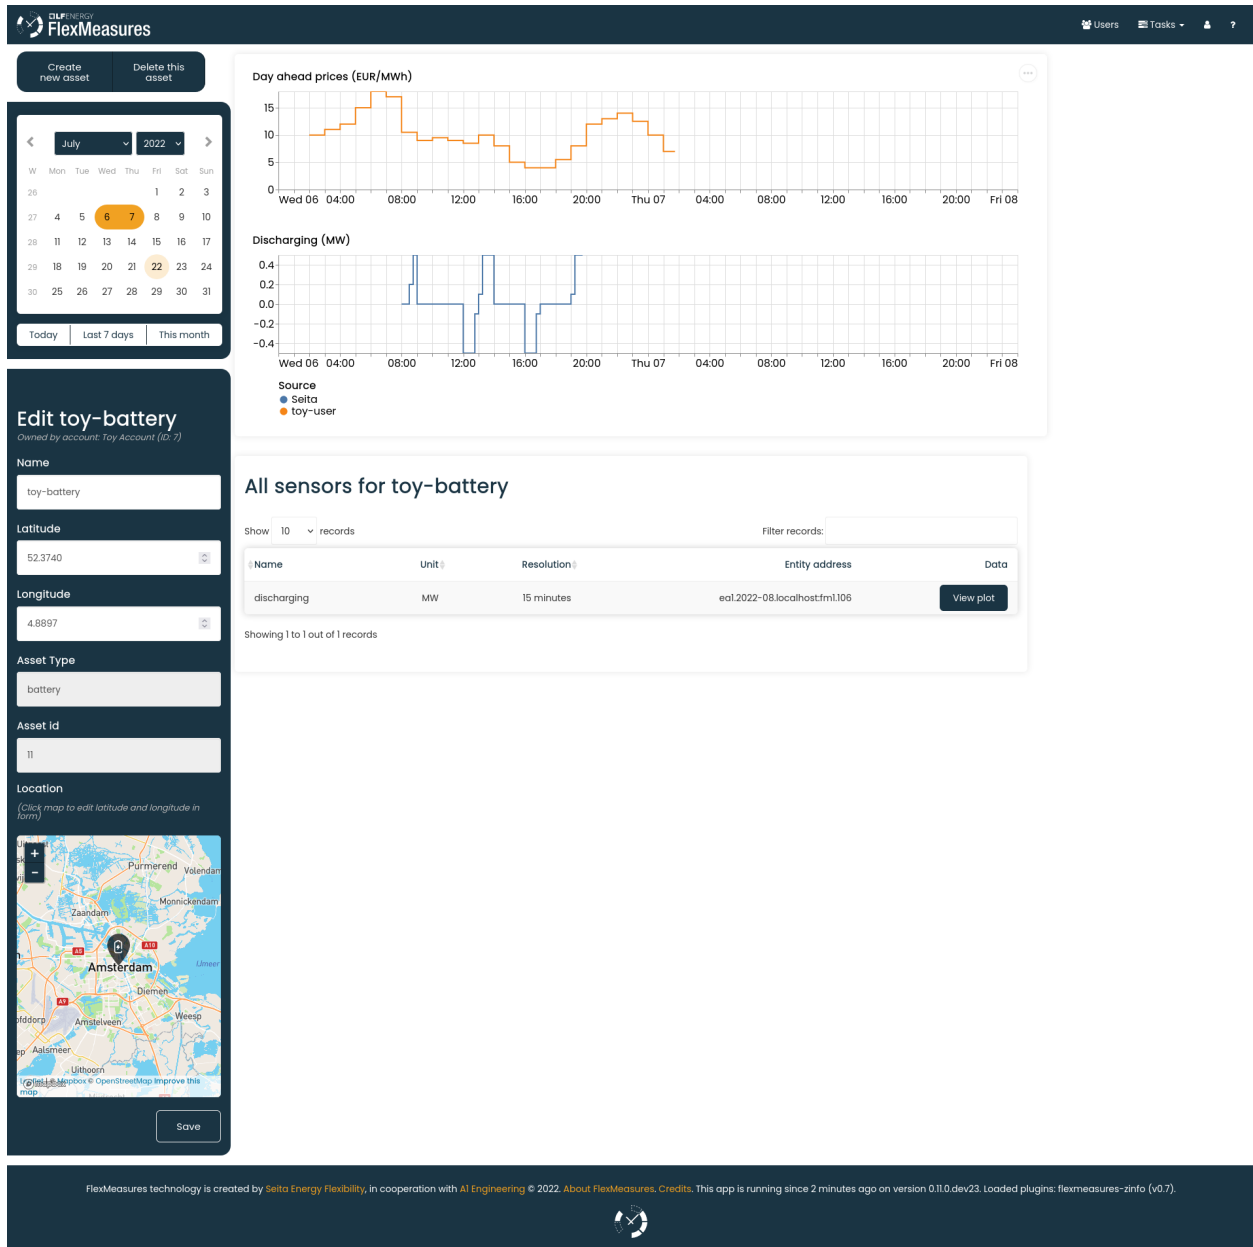 LFENERGY
FlexMeasures
Users
Tasks
?
Create new asset
Delete this asset
July
2022
W Mon Tue Wed Thu Fri Sat Sun
26 1 2 3
27 4 5 6 7 8 9 10
28 11 12 13 14 15 16 17
29 18 19 20 21 22 23 24
30 25 26 27 28 29 30 31
Today Last 7 days This month
Day ahead prices (EUR/MWh)
15
10
5
0
Wed 06 04:00 08:00 12:00 16:00 20:00 Thu 07 04:00 08:00 12:00 16:00 20:00 Fri 08
Discharging (MW)
0.4
0.2
0.0
−0.2
−0.4
Wed 06 04:00 08:00 12:00 16:00 20:00 Thu 07 04:00 08:00 12:00 16:00 20:00 Fri 08
Source
Seita
toy-user
Edit toy-battery
Owned by account: Toy Account (ID: 7)
Name
toy-battery
Latitude
52.3740
Longitude
4.8897
Asset Type
battery
Asset id
11
Location
(Click map to edit latitude and longitude in
form)
+
−
Purmerend
Volendam
Monnickendam
Zaandam
A8
A10
Amsterdam
IJmeer
Diemen
A9
Weesp
Amstelveen
Aalsmeer
Uithoorn
Mapbox © OpenStreetMap Improve this
map
Save
All sensors for toy-battery
Show 10 records
Filter records:
Name Unit Resolution Entity address Data
discharging MW 15 minutes ea1.2022-08.localhost:fm1.106 View plot
Showing 1 to 1 out of 1 records
FlexMeasures technology is created by Seita Energy Flexibility, in cooperation with A1 Engineering © 2022. About FlexMeasures. Credits. This app is running since 2 minutes ago on version 0.11.0.dev23. Loaded plugins: flexmeasures-zinfo (v0.7).